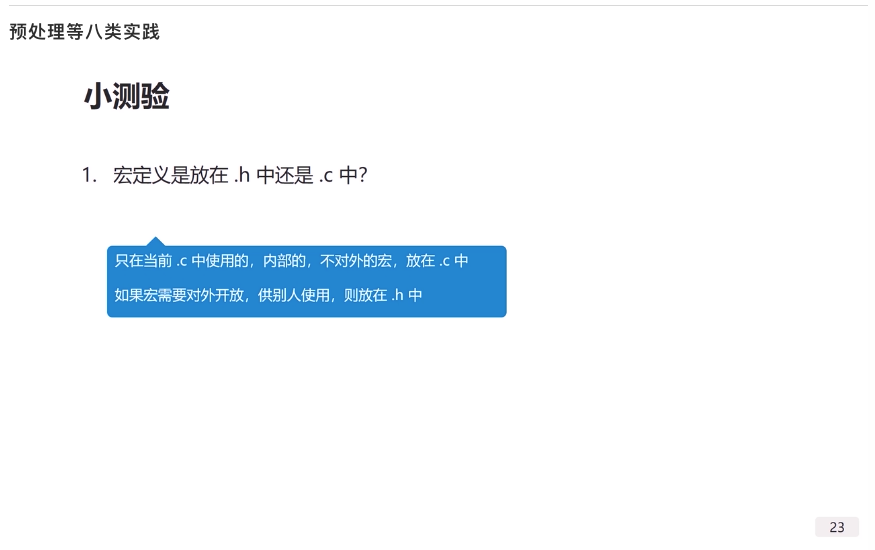 预处理等八类实践
小测验
1. 宏定义是放在 .h 中还是 .c 中?
只在当前 .c 中使用的，内部的，不对外的宏，放在 .c 中
如果宏需要对外开放，供别人使用，则放在 .h 中
23